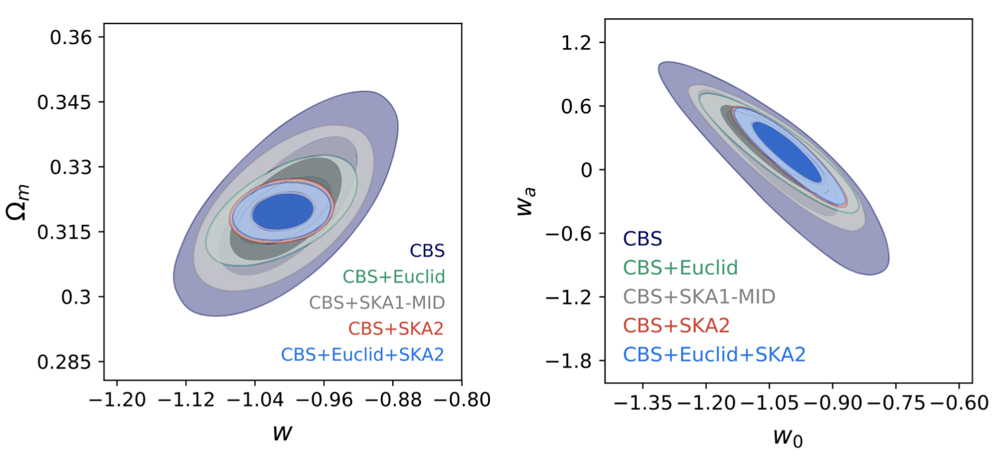 0.36
0.345
0.33
0.315
0.3
0.285
Ωm
CBS
CBS+Euclid
CBS+SKA1-MID
CBS+SKA2
CBS+Euclid+SKA2
−1.20 −1.12 −1.04 −0.96 −0.88 −0.80
w
1.2
0.6
0
−0.6
−1.2
−1.8
wa
CBS
CBS+Euclid
CBS+SKA1-MID
CBS+SKA2
CBS+Euclid+SKA2
−1.35 −1.20 −1.05 −0.90 −0.75 −0.60
w0